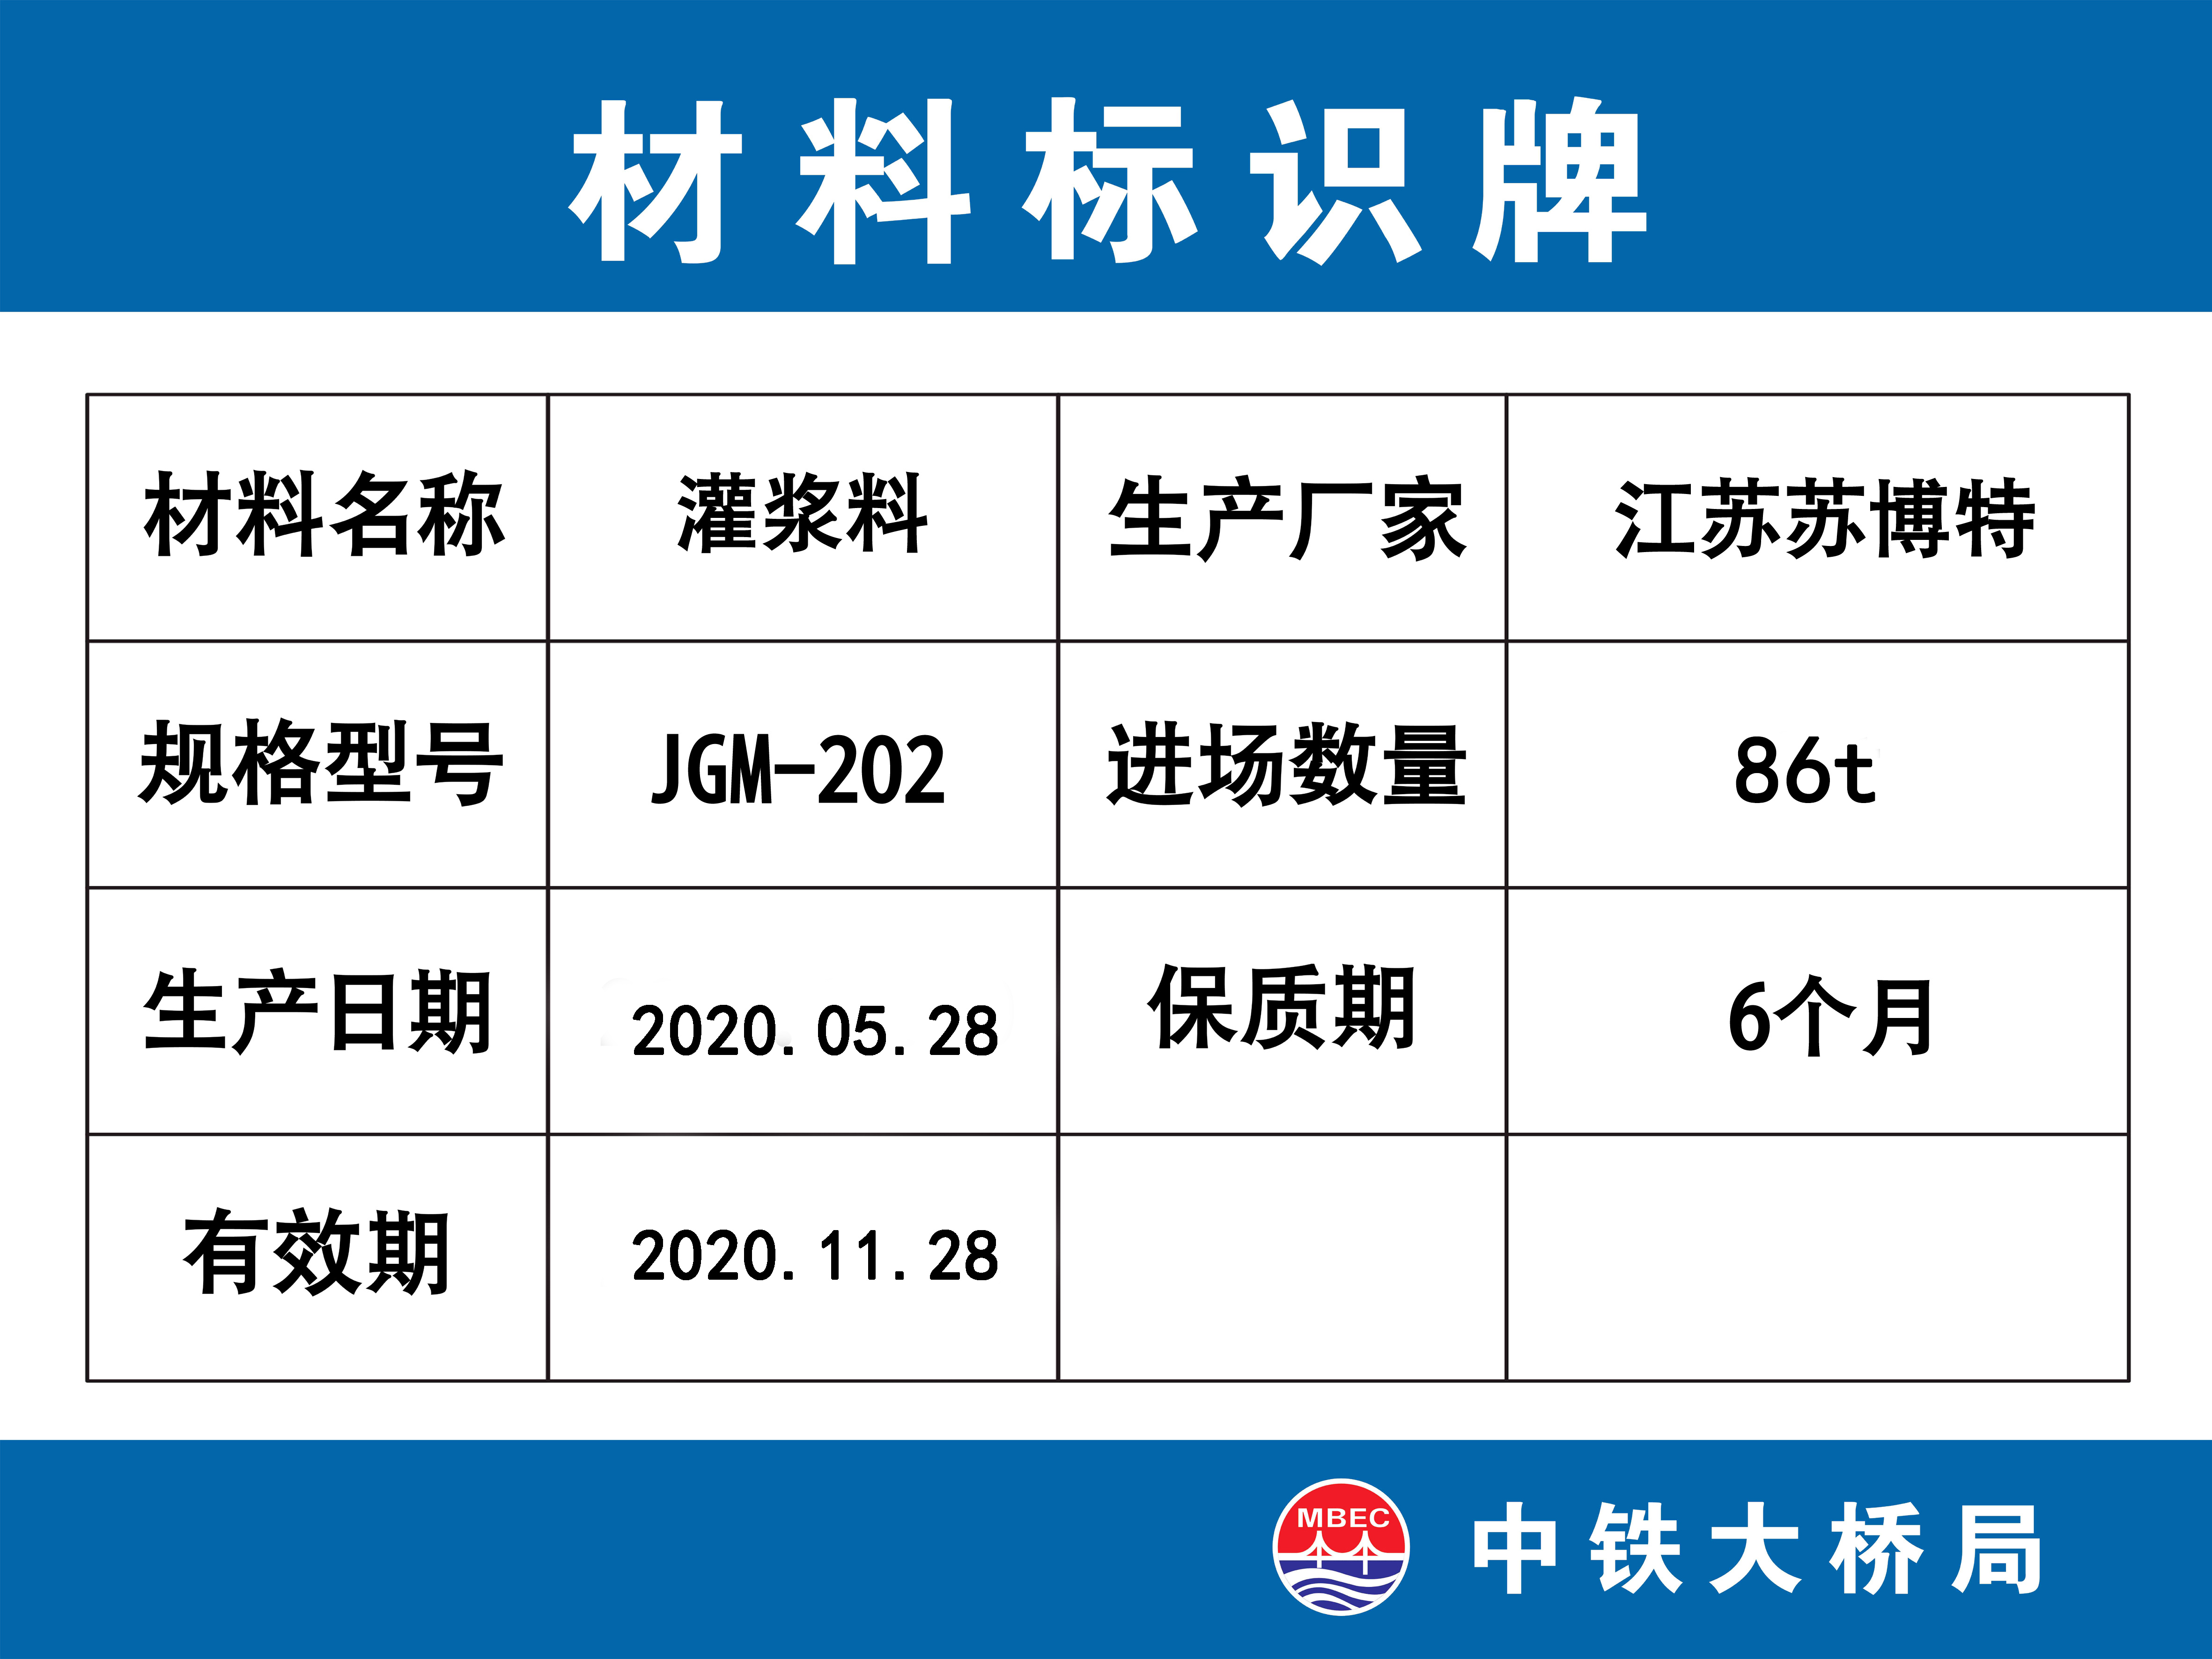 材料标识牌
材料名称 灌浆料 生产厂家 江苏苏博特
规格型号 JGM-202 进场数量 86t
生产日期 2020.05.28 保质期 6个月
有效期 2020.11.28
MBEC
中铁大桥局